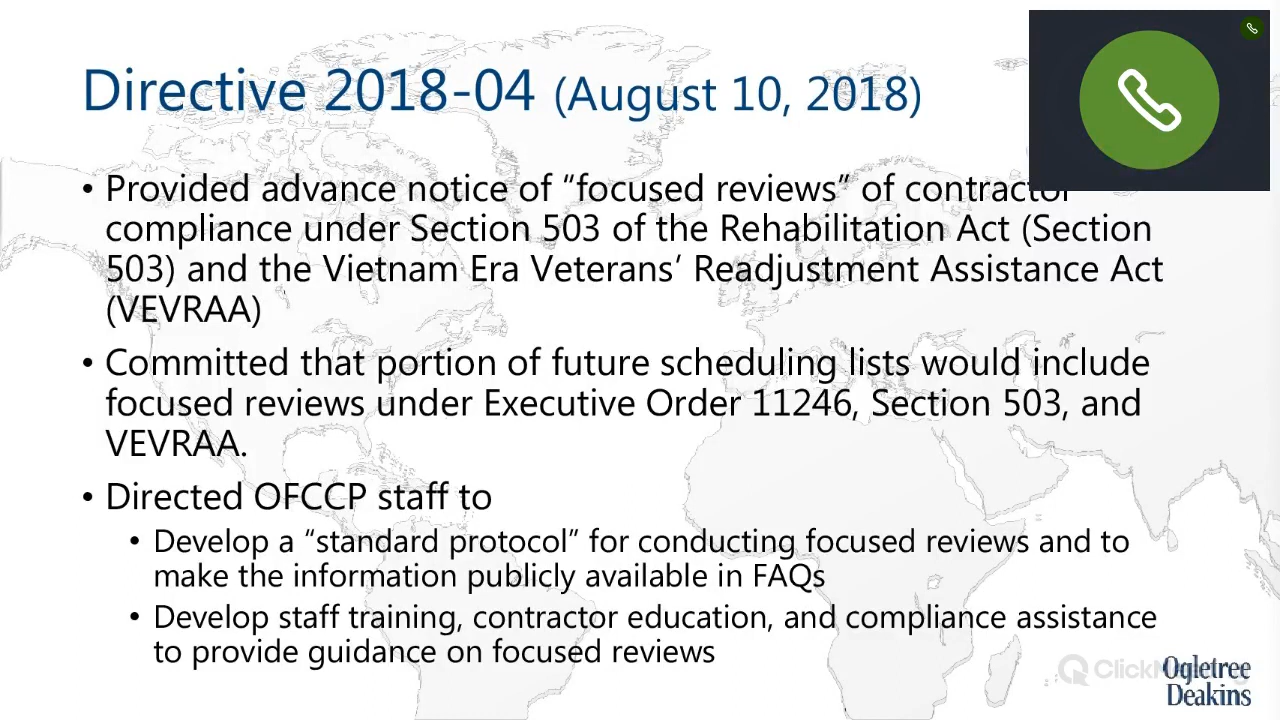 Directive 2018-04 (August 10, 2018)
• Provided advance notice of “focused reviews” of contractor
compliance under Section 503 of the Rehabilitation Act (Section
503) and the Vietnam Era Veterans’ Readjustment Assistance Act
(VEVRAA)
• Committed that portion of future scheduling lists would include
focused reviews under Executive Order 11246, Section 503, and
VEVRAA.
• Directed OFCCP staff to
• Develop a “standard protocol” for conducting focused reviews and to
make the information publicly available in FAQs
• Develop staff training, contractor education, and compliance assistance
to provide guidance on focused reviews
Ogletree
Deakins